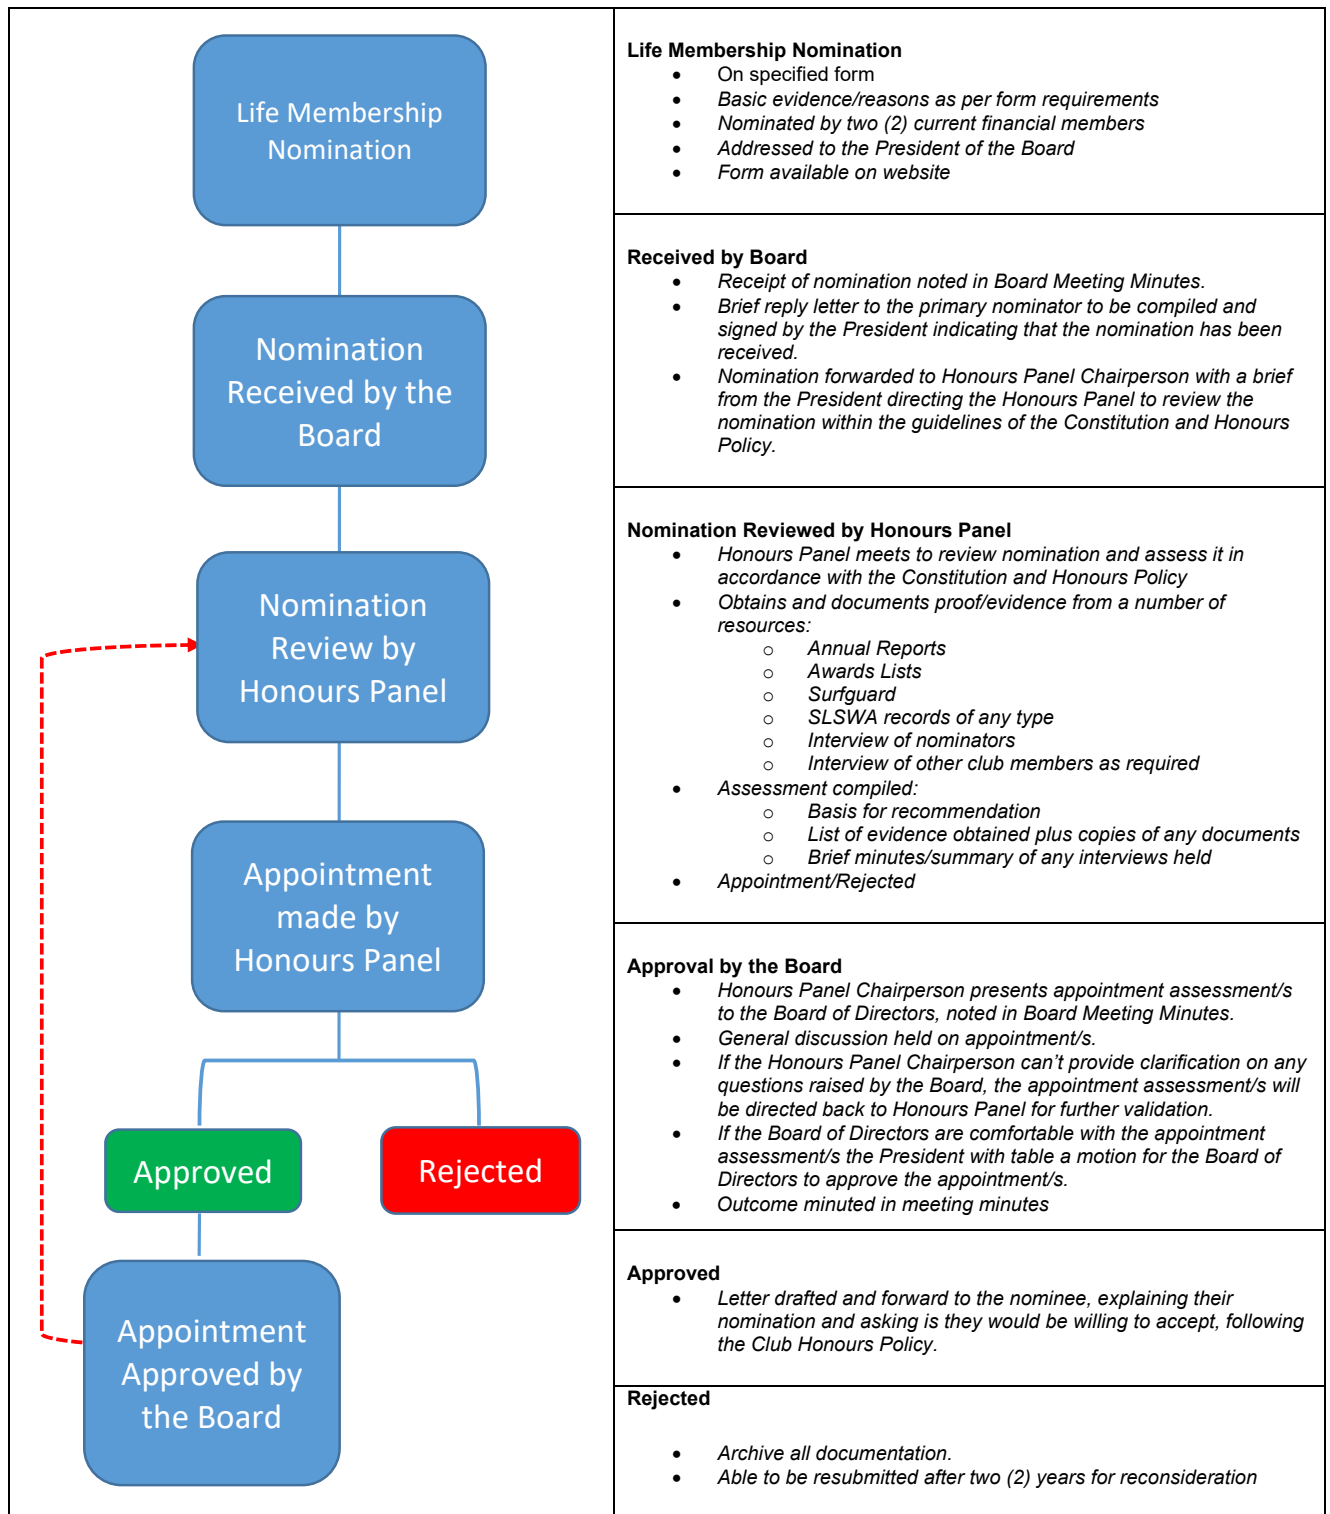 Life Membership
Nomination
Nomination
Received by the
Board
Nomination
Review by
Honours Panel
Appointment
made by
Honours Panel
Approved
Rejected
Appointment
Approved by
the Board
Life Membership Nomination
• On specified form
• Basic evidence/reasons as per form requirements
• Nominated by two (2) current financial members
• Addressed to the President of the Board
• Form available on website
Received by Board
• Receipt of nomination noted in Board Meeting Minutes.
• Brief reply letter to the primary nominator to be compiled and
signed by the President indicating that the nomination has been
received.
• Nomination forwarded to Honours Panel Chairperson with a brief
from the President directing the Honours Panel to review the
nomination within the guidelines of the Constitution and Honours
Policy.
Nomination Reviewed by Honours Panel
• Honours Panel meets to review nomination and assess it in
accordance with the Constitution and Honours Policy
• Obtains and documents proof/evidence from a number of
resources:
o Annual Reports
o Awards Lists
o Surfguard
o SLSWA records of any type
o Interview of nominators
o Interview of other club members as required
• Assessment compiled:
o Basis for recommendation
o List of evidence obtained plus copies of any documents
o Brief minutes/summary of any interviews held
• Appointment/Rejected
Approval by the Board
• Honours Panel Chairperson presents appointment assessment/s
to the Board of Directors, noted in Board Meeting Minutes.
• General discussion held on appointment/s.
• If the Honours Panel Chairperson can't provide clarification on any
questions raised by the Board, the appointment assessment/s will
be directed back to Honours Panel for further validation.
• If the Board of Directors are comfortable with the appointment
assessment/s the President with table a motion for the Board of
Directors to approve the appointment/s.
• Outcome minuted in meeting minutes
Approved
• Letter drafted and forward to the nominee, explaining their
nomination and asking is they would be willing to accept, following
the Club Honours Policy.
Rejected
• Archive all documentation.
• Able to be resubmitted after two (2) years for reconsideration